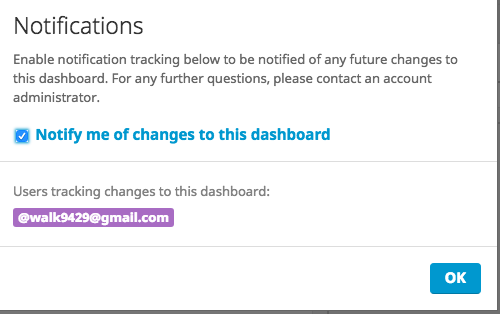 Notifications
Enable notification tracking below to be notified of any future changes to
this dashboard. For any further questions, please contact an account
administrator.
Notify me of changes to this dashboard
Users tracking changes to this dashboard:
@walk9429@gmail.com
OK